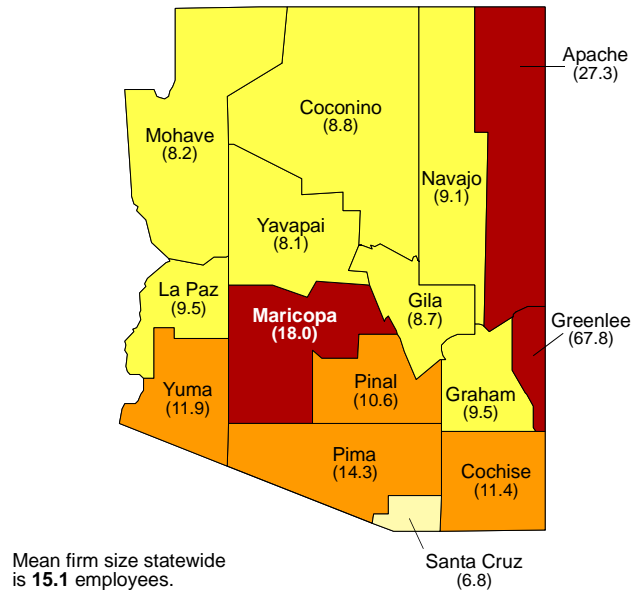 Apache
(27.3)
Coconino
(8.8)
Mohave
(8.2)
Navajo
(9.1)
Yavapai
(8.1)
La Paz
(9.5)
Maricopa
(18.0)
Gila
(8.7)
Greenlee
(67.8)
Yuma
(11.9)
Pinal
(10.6)
Graham
(9.5)
Pima
(14.3)
Cochise
(11.4)
Santa Cruz
(6.8)
Mean firm size statewide
is 15.1 employees.